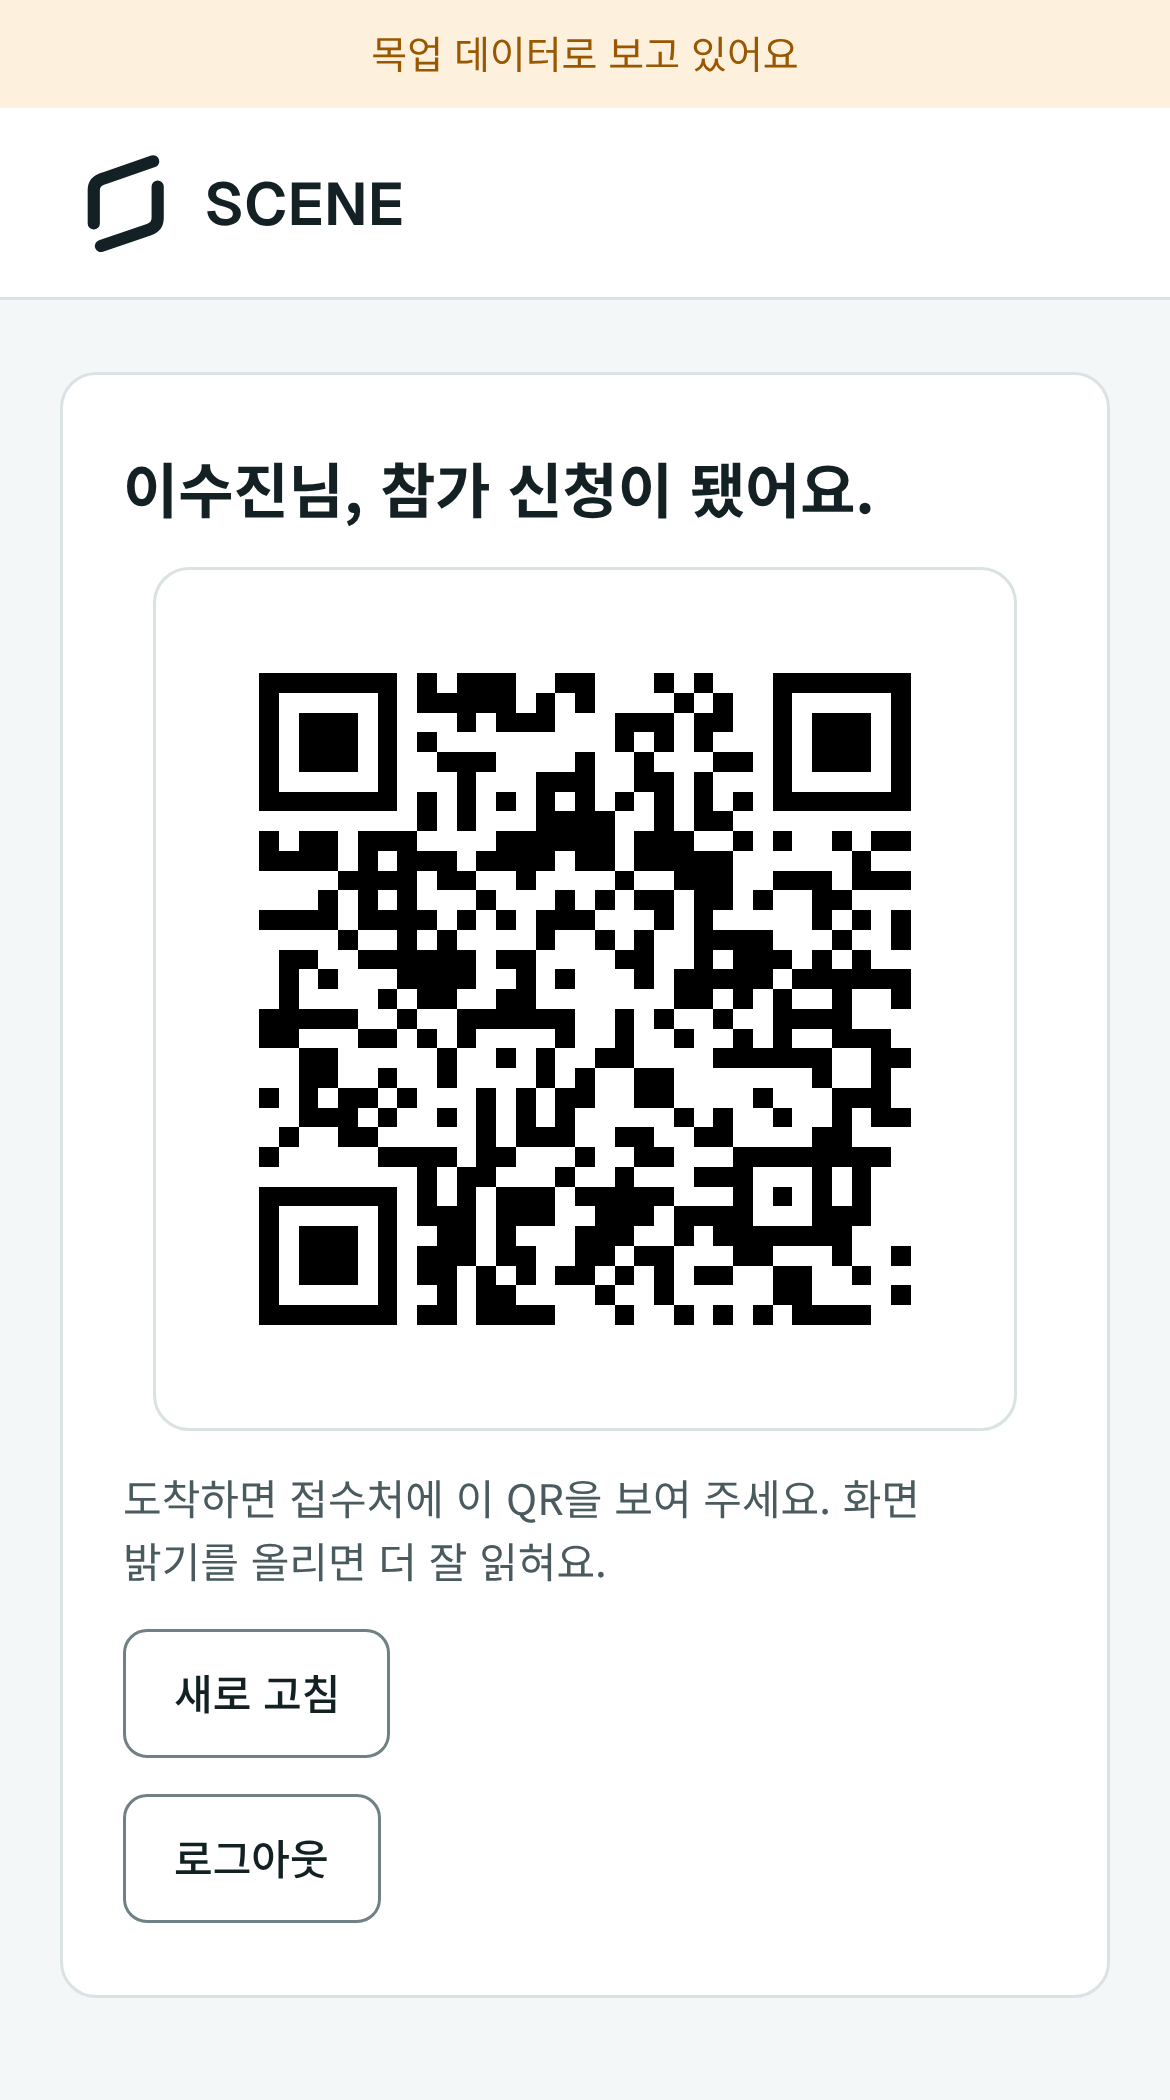 목업 데이터로 보고 있어요
SCENE
이수진님, 참가 신청이 됐어요.
도착하면 접수처에 이 QR을 보여 주세요. 화면
밝기를 올리면 더 잘 읽혀요.
새로 고침
로그아웃